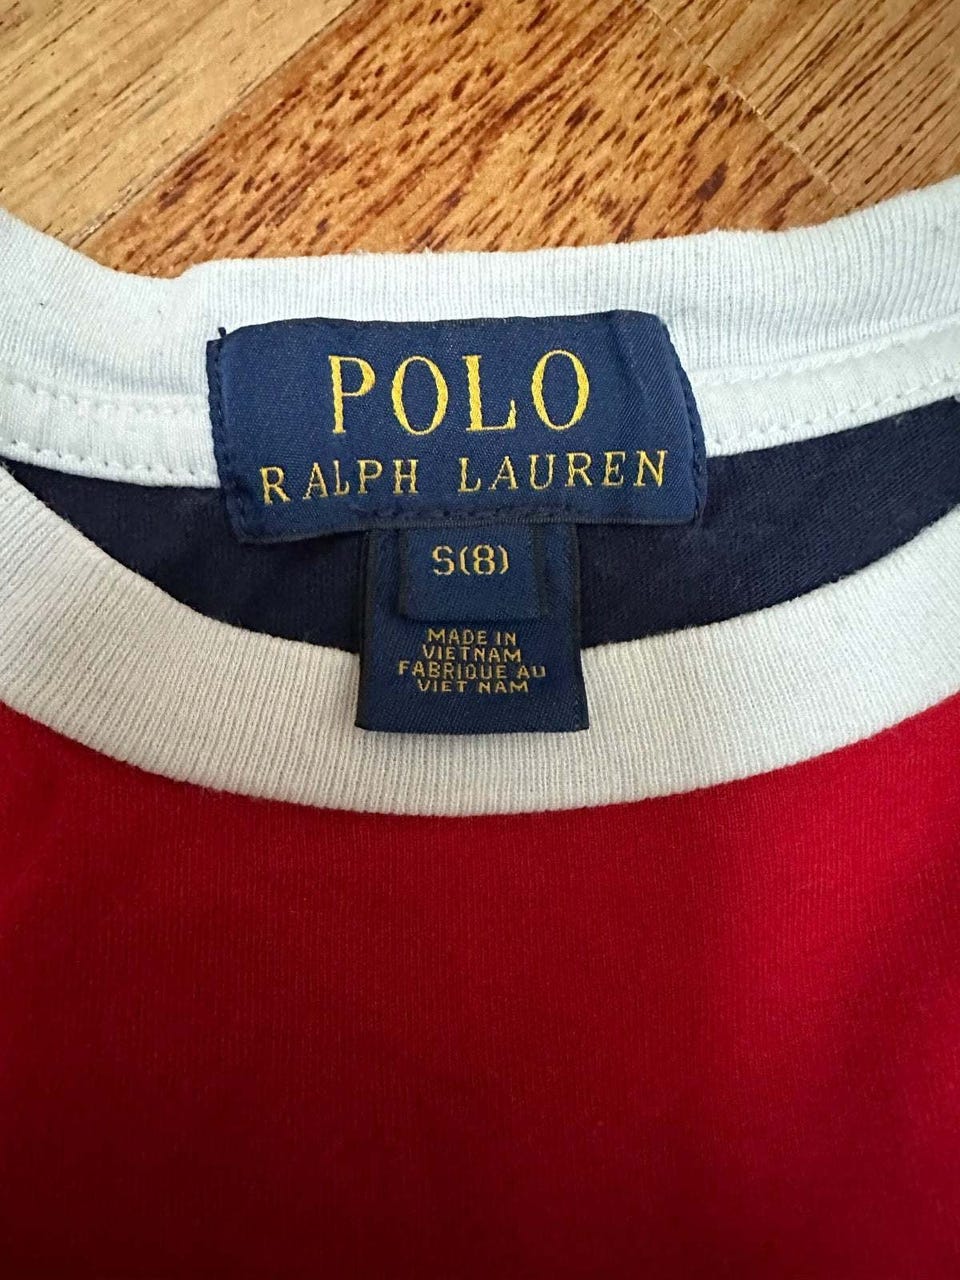 POLO
RALPH LAUREN
S(8)
MADE IN
VIETNAM
FABRIQUE AU
VIET NAM